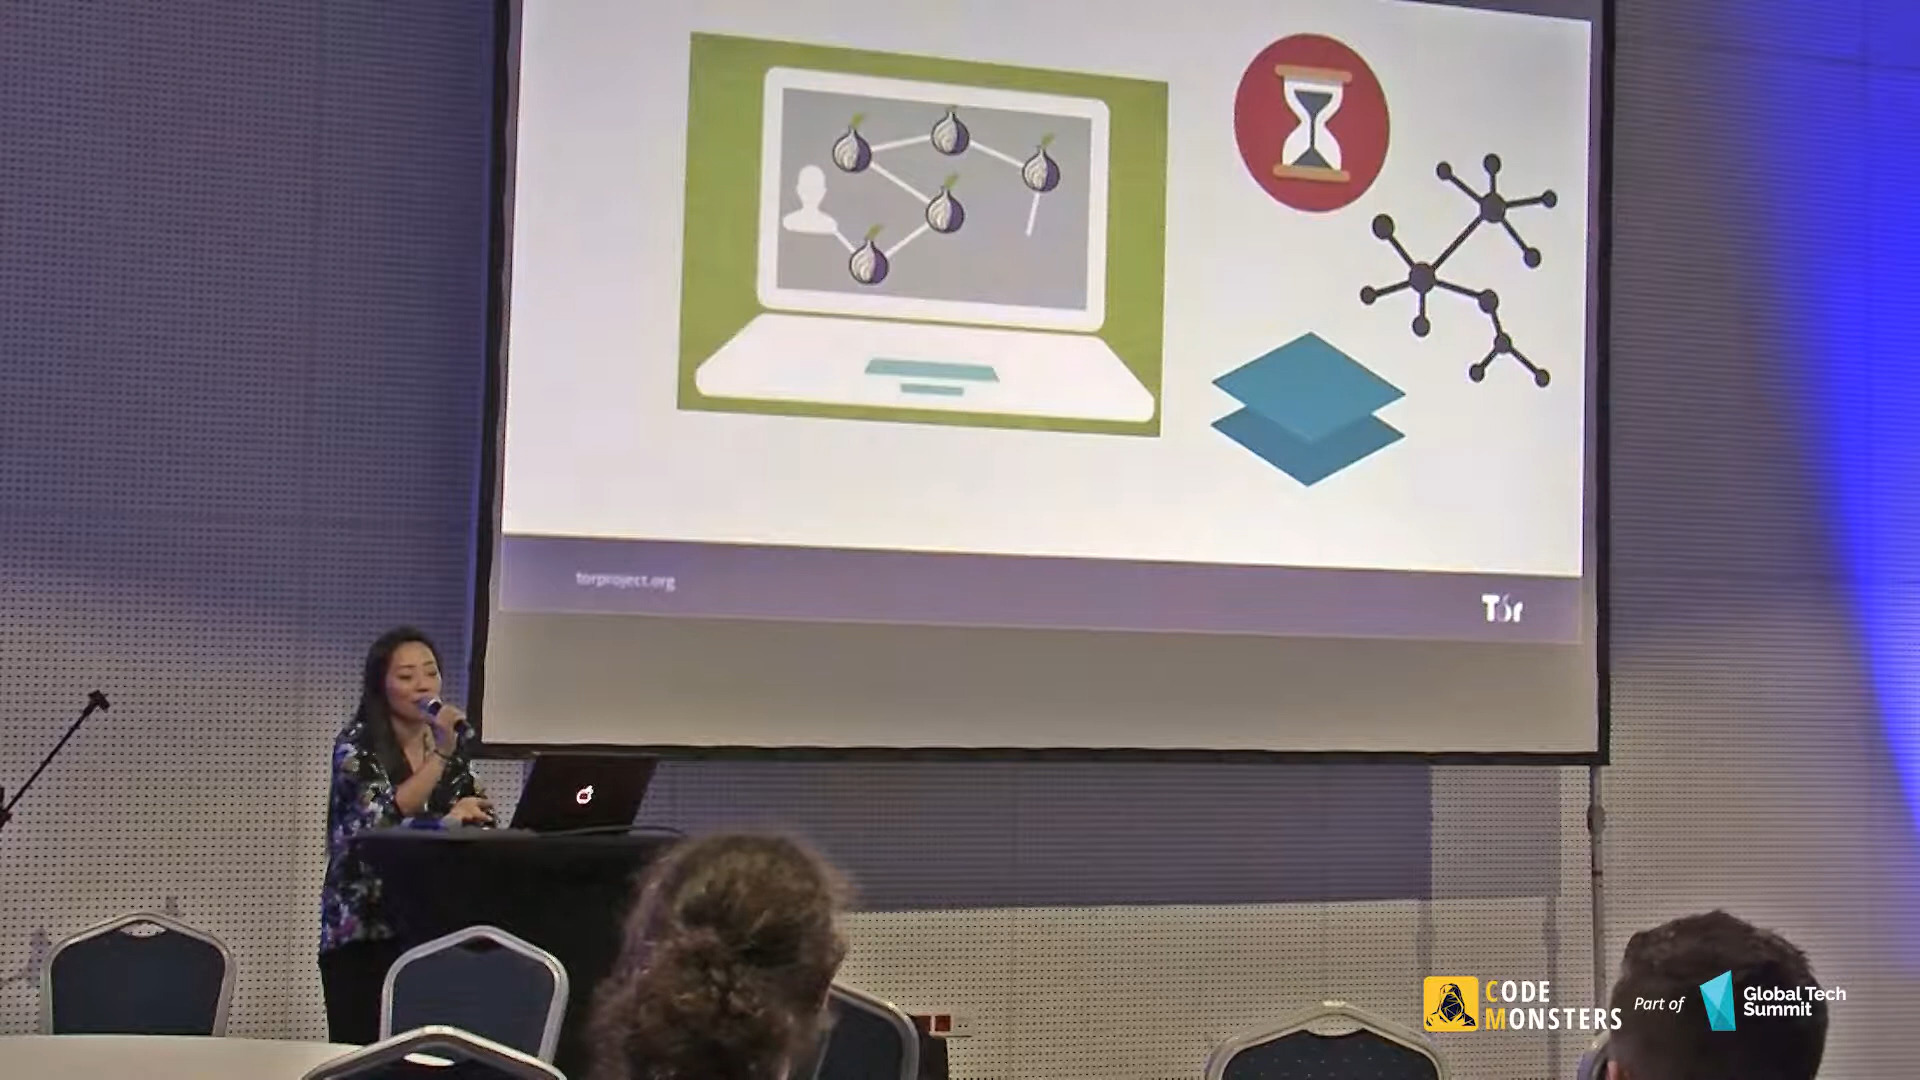 torproject.org
Tor
CODE
MONSTERS
Part of
Global Tech
Summit